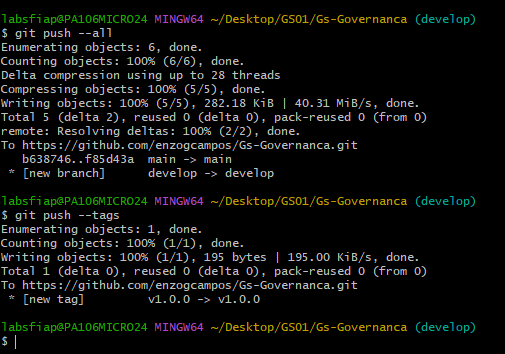 labsfiap@PA106MICRO24 MINGW64 ~/Desktop/GS01/Gs-Governanca (develop)
$ git push --all
Enumerating objects: 6, done.
Counting objects: 100% (6/6), done.
Delta compression using up to 28 threads
Compressing objects: 100% (5/5), done.
Writing objects: 100% (5/5), 282.18 KiB | 40.31 MiB/s, done.
Total 5 (delta 2), reused 0 (delta 0), pack-reused 0 (from 0)
remote: Resolving deltas: 100% (2/2), done.
To https://github.com/enzogcampos/Gs-Governanca.git
   b638746..f85d43a  main -> main
 * [new branch]      develop -> develop
labsfiap@PA106MICRO24 MINGW64 ~/Desktop/GS01/Gs-Governanca (develop)
$ git push --tags
Enumerating objects: 1, done.
Counting objects: 100% (1/1), done.
Writing objects: 100% (1/1), 195 bytes | 195.00 KiB/s, done.
Total 1 (delta 0), reused 0 (delta 0), pack-reused 0 (from 0)
To https://github.com/enzogcampos/Gs-Governanca.git
 * [new tag]         v1.0.0 -> v1.0.0
labsfiap@PA106MICRO24 MINGW64 ~/Desktop/GS01/Gs-Governanca (develop)
$